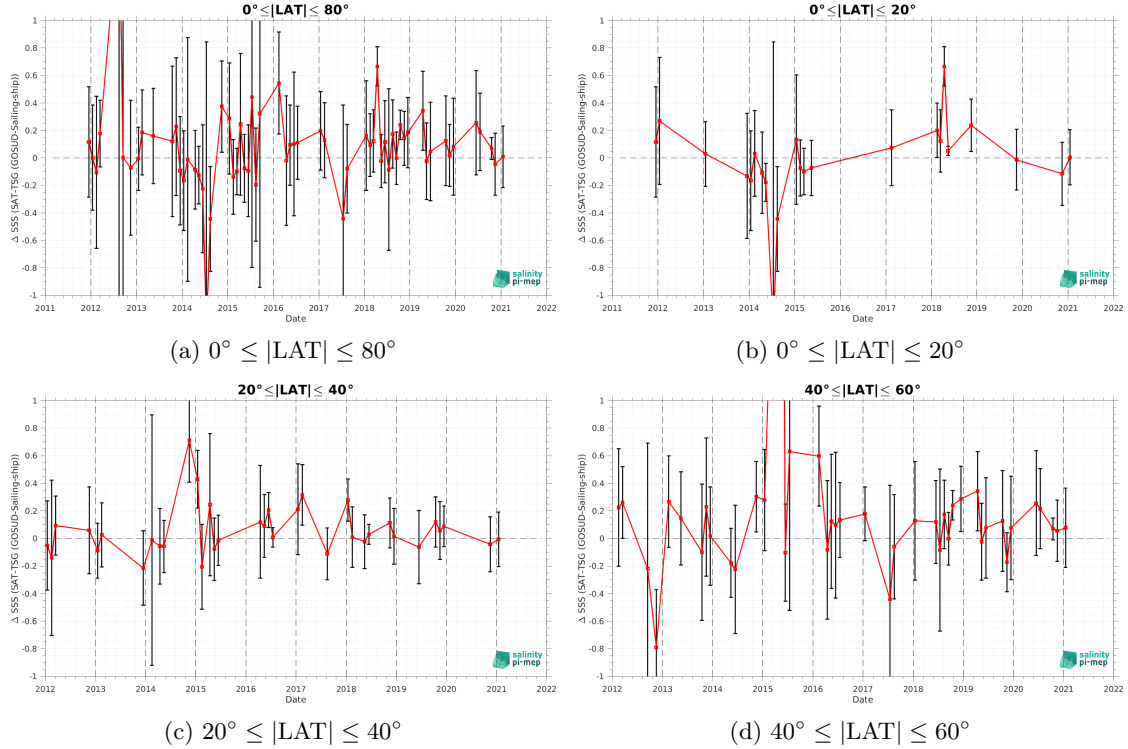 0°≤|LAT|≤ 80°
Δ SSS (SAT-TSG (GOSUD-Sailing-ship))
1
0.8
0.6
0.4
0.2
0
-0.2
-0.4
-0.6
-0.8
-1
2011 2012 2013 2014 2015 2016 2017 2018 2019 2020 2021 2022
Date
salinity
pi-mep
(a) 0° ≤ |LAT| ≤ 80°
0°≤|LAT|≤ 20°
Δ SSS (SAT-TSG (GOSUD-Sailing-ship))
1
0.8
0.6
0.4
0.2
0
-0.2
-0.4
-0.6
-0.8
-1
2011 2012 2013 2014 2015 2016 2017 2018 2019 2020 2021 2022
Date
salinity
pi-mep
(b) 0° ≤ |LAT| ≤ 20°
20°≤|LAT|≤ 40°
Δ SSS (SAT-TSG (GOSUD-Sailing-ship))
1
0.8
0.6
0.4
0.2
0
-0.2
-0.4
-0.6
-0.8
-1
2012 2013 2014 2015 2016 2017 2018 2019 2020 2021 2022
Date
salinity
pi-mep
(c) 20° ≤ |LAT| ≤ 40°
40°≤|LAT|≤ 60°
Δ SSS (SAT-TSG (GOSUD-Sailing-ship))
1
0.8
0.6
0.4
0.2
0
-0.2
-0.4
-0.6
-0.8
-1
2012 2013 2014 2015 2016 2017 2018 2019 2020 2021 2022
Date
salinity
pi-mep
(d) 40° ≤ |LAT| ≤ 60°